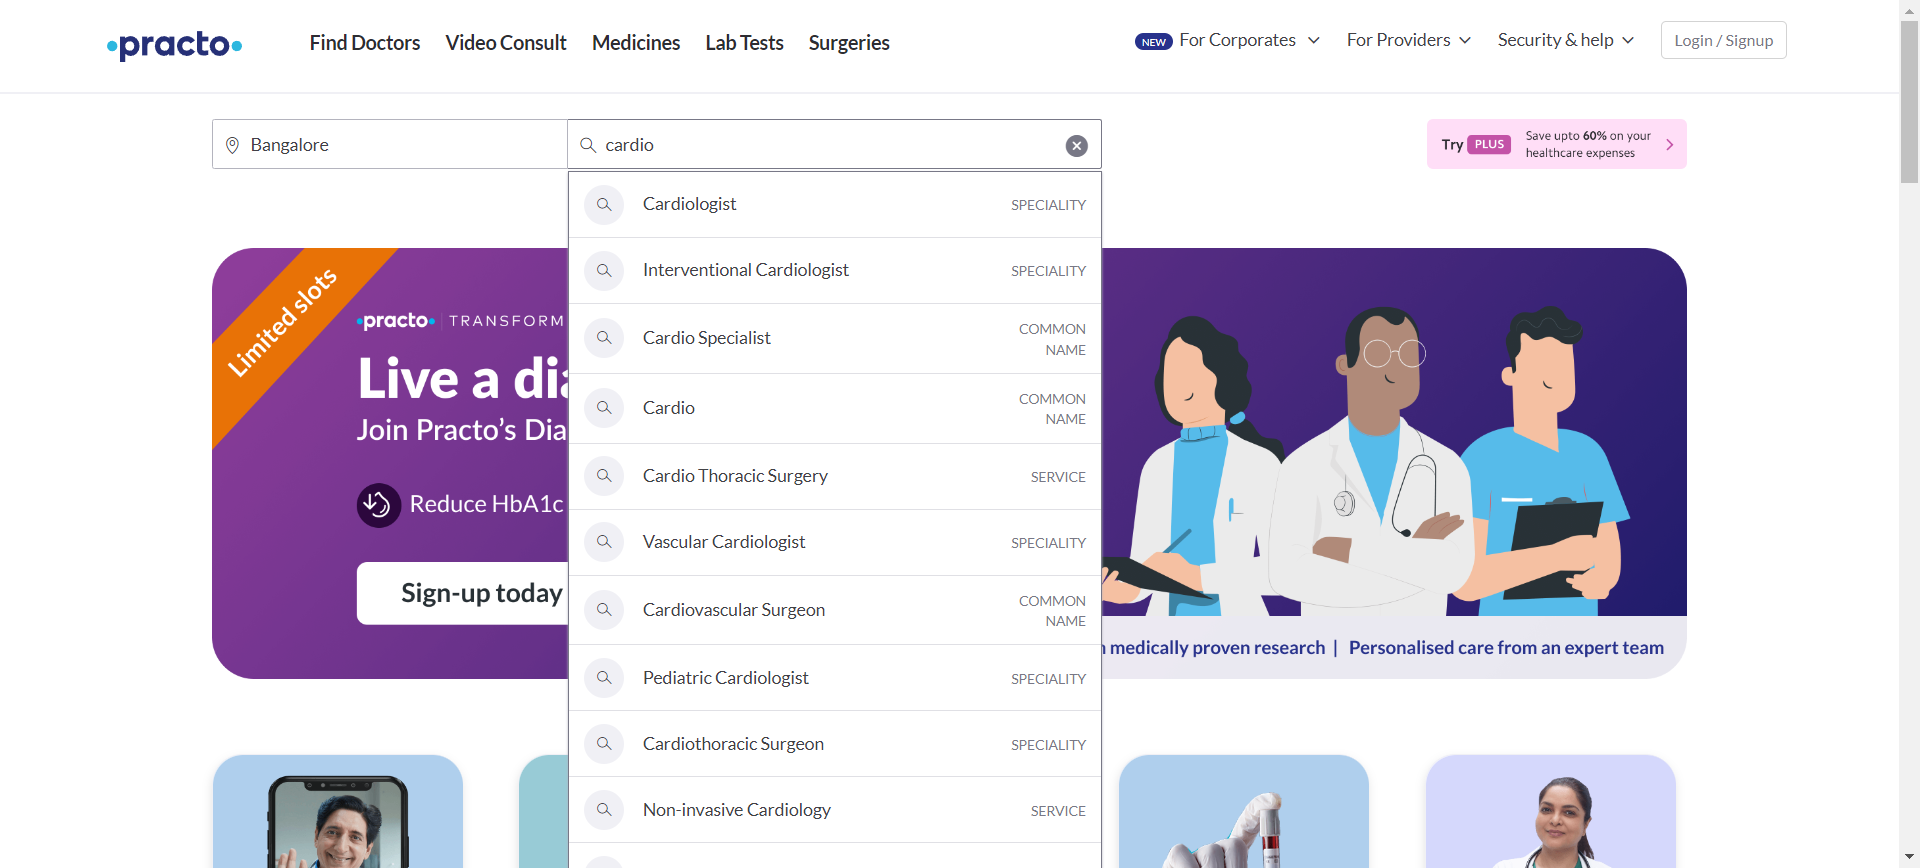 practo
Find Doctors
Video Consult
Medicines
Lab Tests
Surgeries
NEW For Corporates
For Providers
Security & help
Login / Signup
Bangalore
cardio
Try PLUS
Save upto 60% on your
healthcare expenses
Cardiologist SPECIALITY
Interventional Cardiologist SPECIALITY
Cardio Specialist COMMON
NAME
Cardio COMMON
NAME
Cardio Thoracic Surgery SERVICE
Vascular Cardiologist SPECIALITY
Cardiovascular Surgeon COMMON
NAME
Pediatric Cardiologist SPECIALITY
Cardiothoracic Surgeon SPECIALITY
Non-invasive Cardiology SERVICE
Limited slots
practo TRANSFORM
Live a dia
Join Practo's Dia
Reduce HbA1c
Sign-up today
medically proven research | Personalised care from an expert team